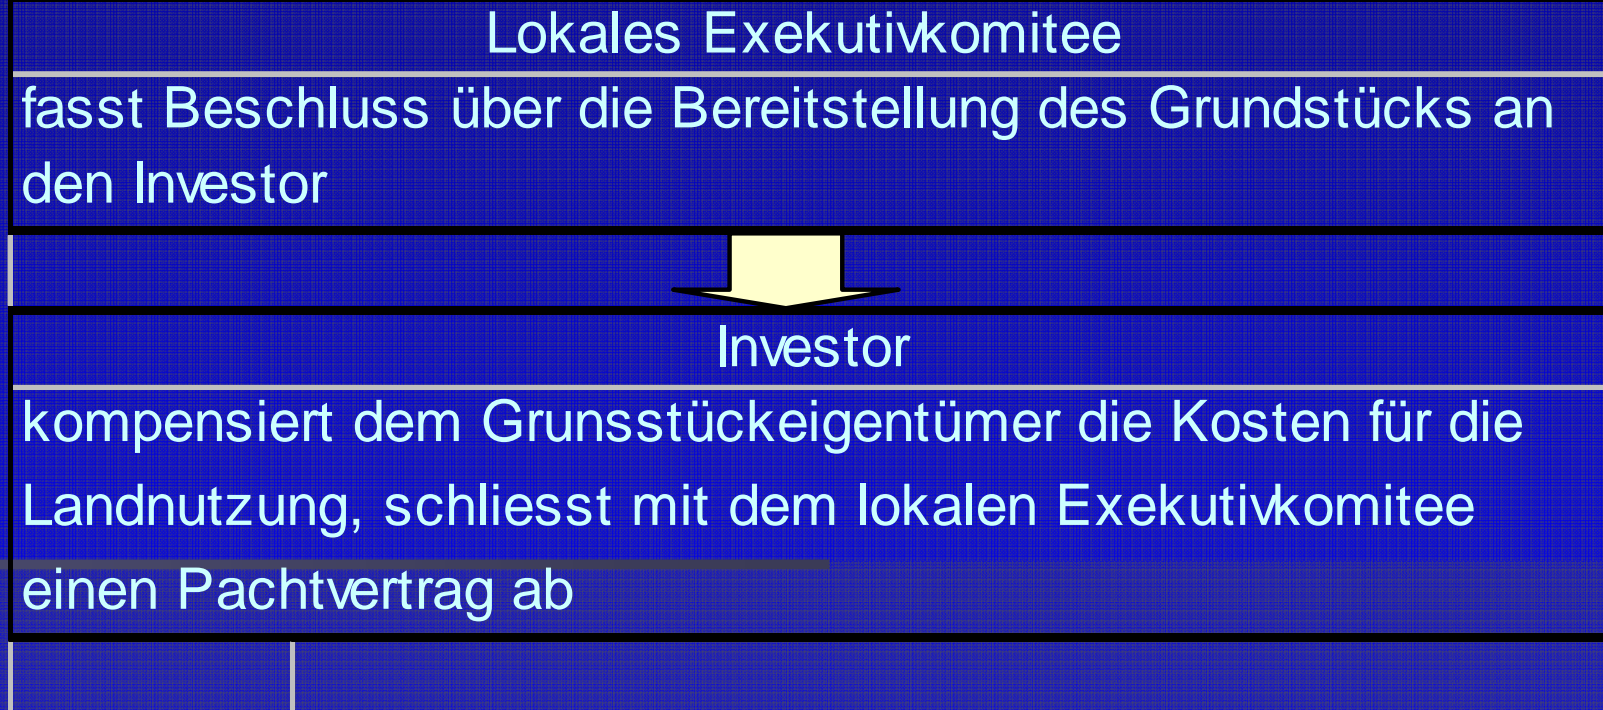 Lokales Exekutivkomitee
fasst Beschluss über die Bereitstellung des Grundstücks an
den Investor
Investor
kompensiert dem Grunsstückeigentümer die Kosten für die
Landnutzung, schliesst mit dem lokalen Exekutivkomitee
einen Pachtvertrag ab